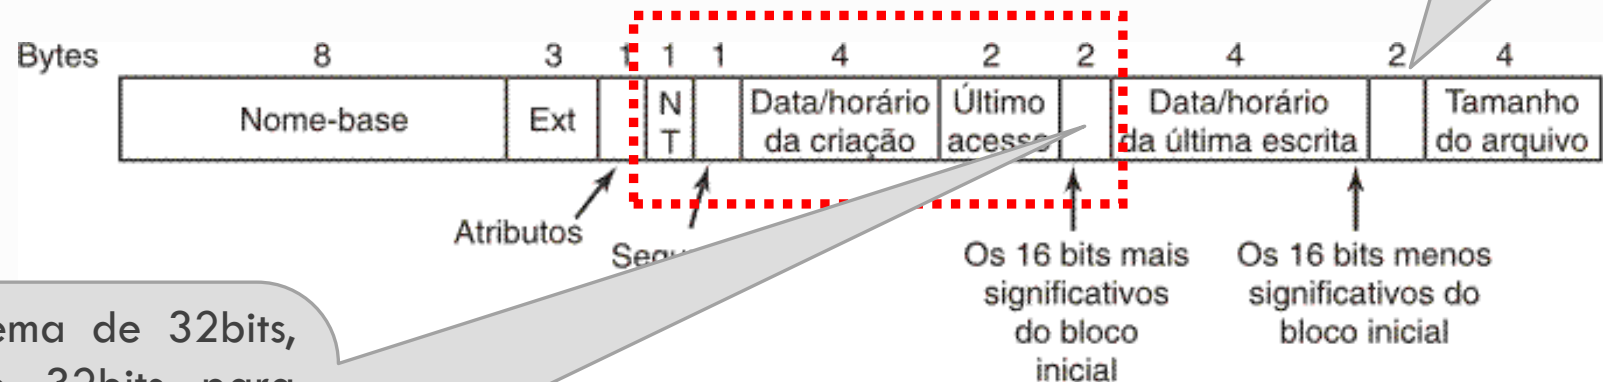 Bytes 8 3 1 1 1 4 2 2 4 2 4
Nome-base Ext N T Data/horário da criação Último acesso Data/horário da última escrita Tamanho do arquivo
Atributos
Os 16 bits mais
significativos
do bloco
inicial
Os 16 bits menos
significativos do
bloco inicial
de 32bits,
32bits para